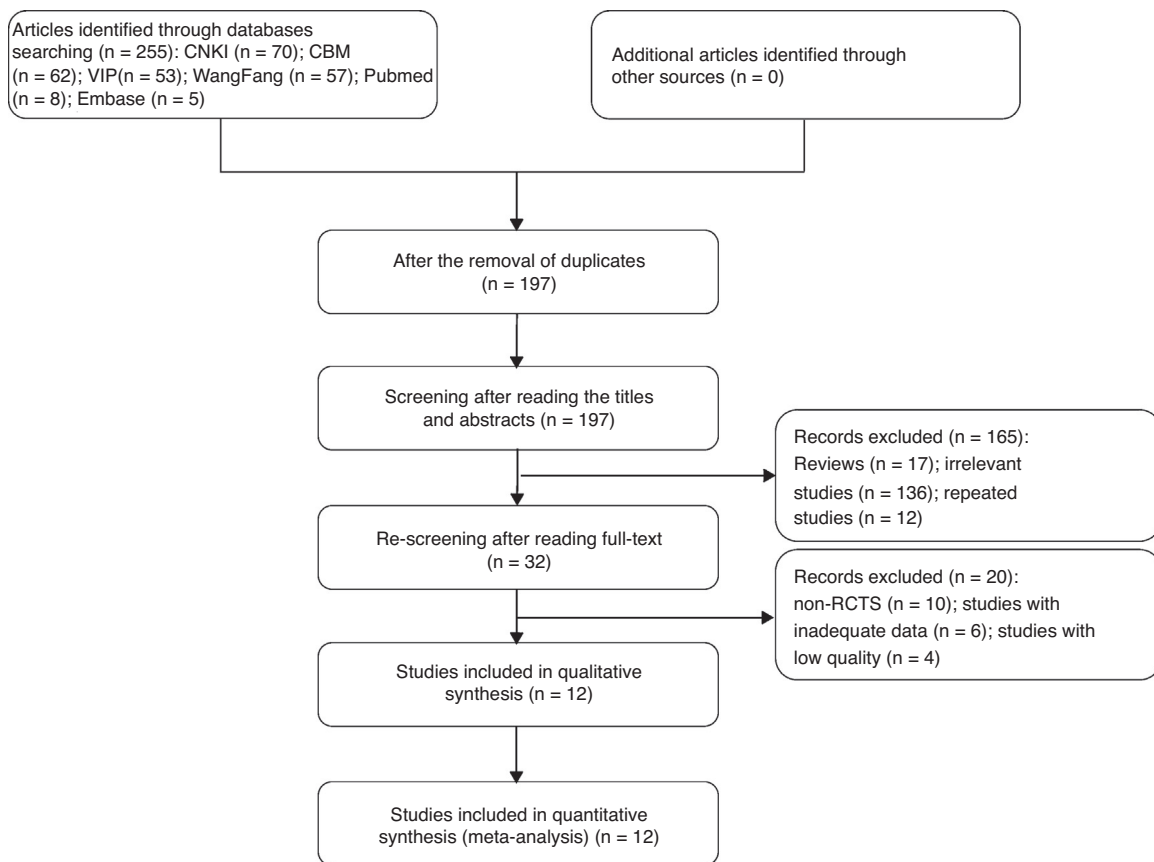 Articles identified through databases
searching (n = 255): CNKI (n = 70); CBM
(n = 62); VIP(n = 53); WangFang (n = 57); Pubmed
(n = 8); Embase (n = 5)
Additional articles identified through
other sources (n = 0)
After the removal of duplicates
(n = 197)
Screening after reading the titles
and abstracts (n = 197)
Records excluded (n = 165):
Reviews (n = 17); irrelevant
studies (n = 136); repeated
studies (n = 12)
Re-screening after reading full-text
(n = 32)
Records excluded (n = 20):
non-RCTS (n = 10); studies with
inadequate data (n = 6); studies with
low quality (n = 4)
Studies included in qualitative
synthesis (n = 12)
Studies included in quantitative
synthesis (meta-analysis) (n = 12)